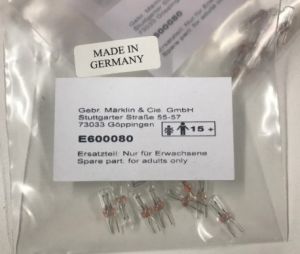 MADE IN
GERMANY
Gebr. Märklin & Cie. GmbH
Stuttgarter Straße 55-57
73033 Göppingen
E600080
15 +
Ersatzteil: Nur für Erwachsene
Spare part: for adults only